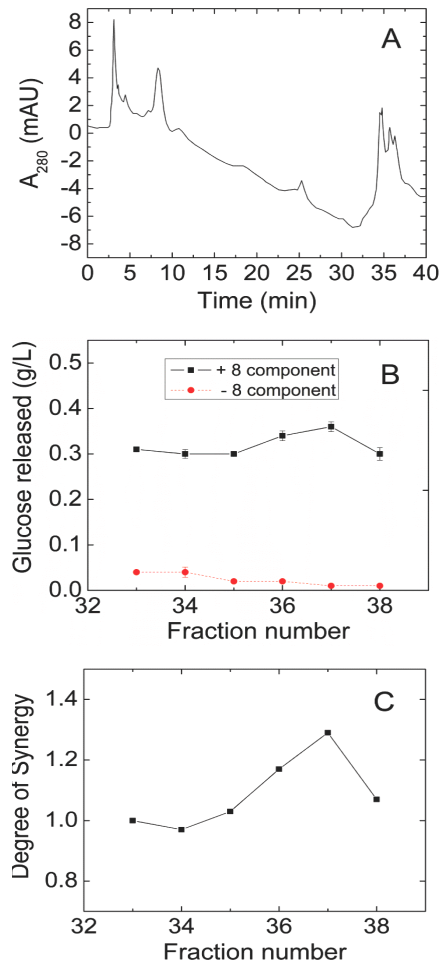 A
8
6
4
2
0
-2
-4
-6
-8
A280 (mAU)
0 5 10 15 20 25 30 35 40
Time (min)
B
+ 8 component
- 8 component
0.5
0.4
0.3
0.2
0.1
0.0
Glucose released (g/L)
32 34 36 38
Fraction number
C
1.4
1.2
1.0
0.8
Degree of Synergy
32 34 36 38
Fraction number